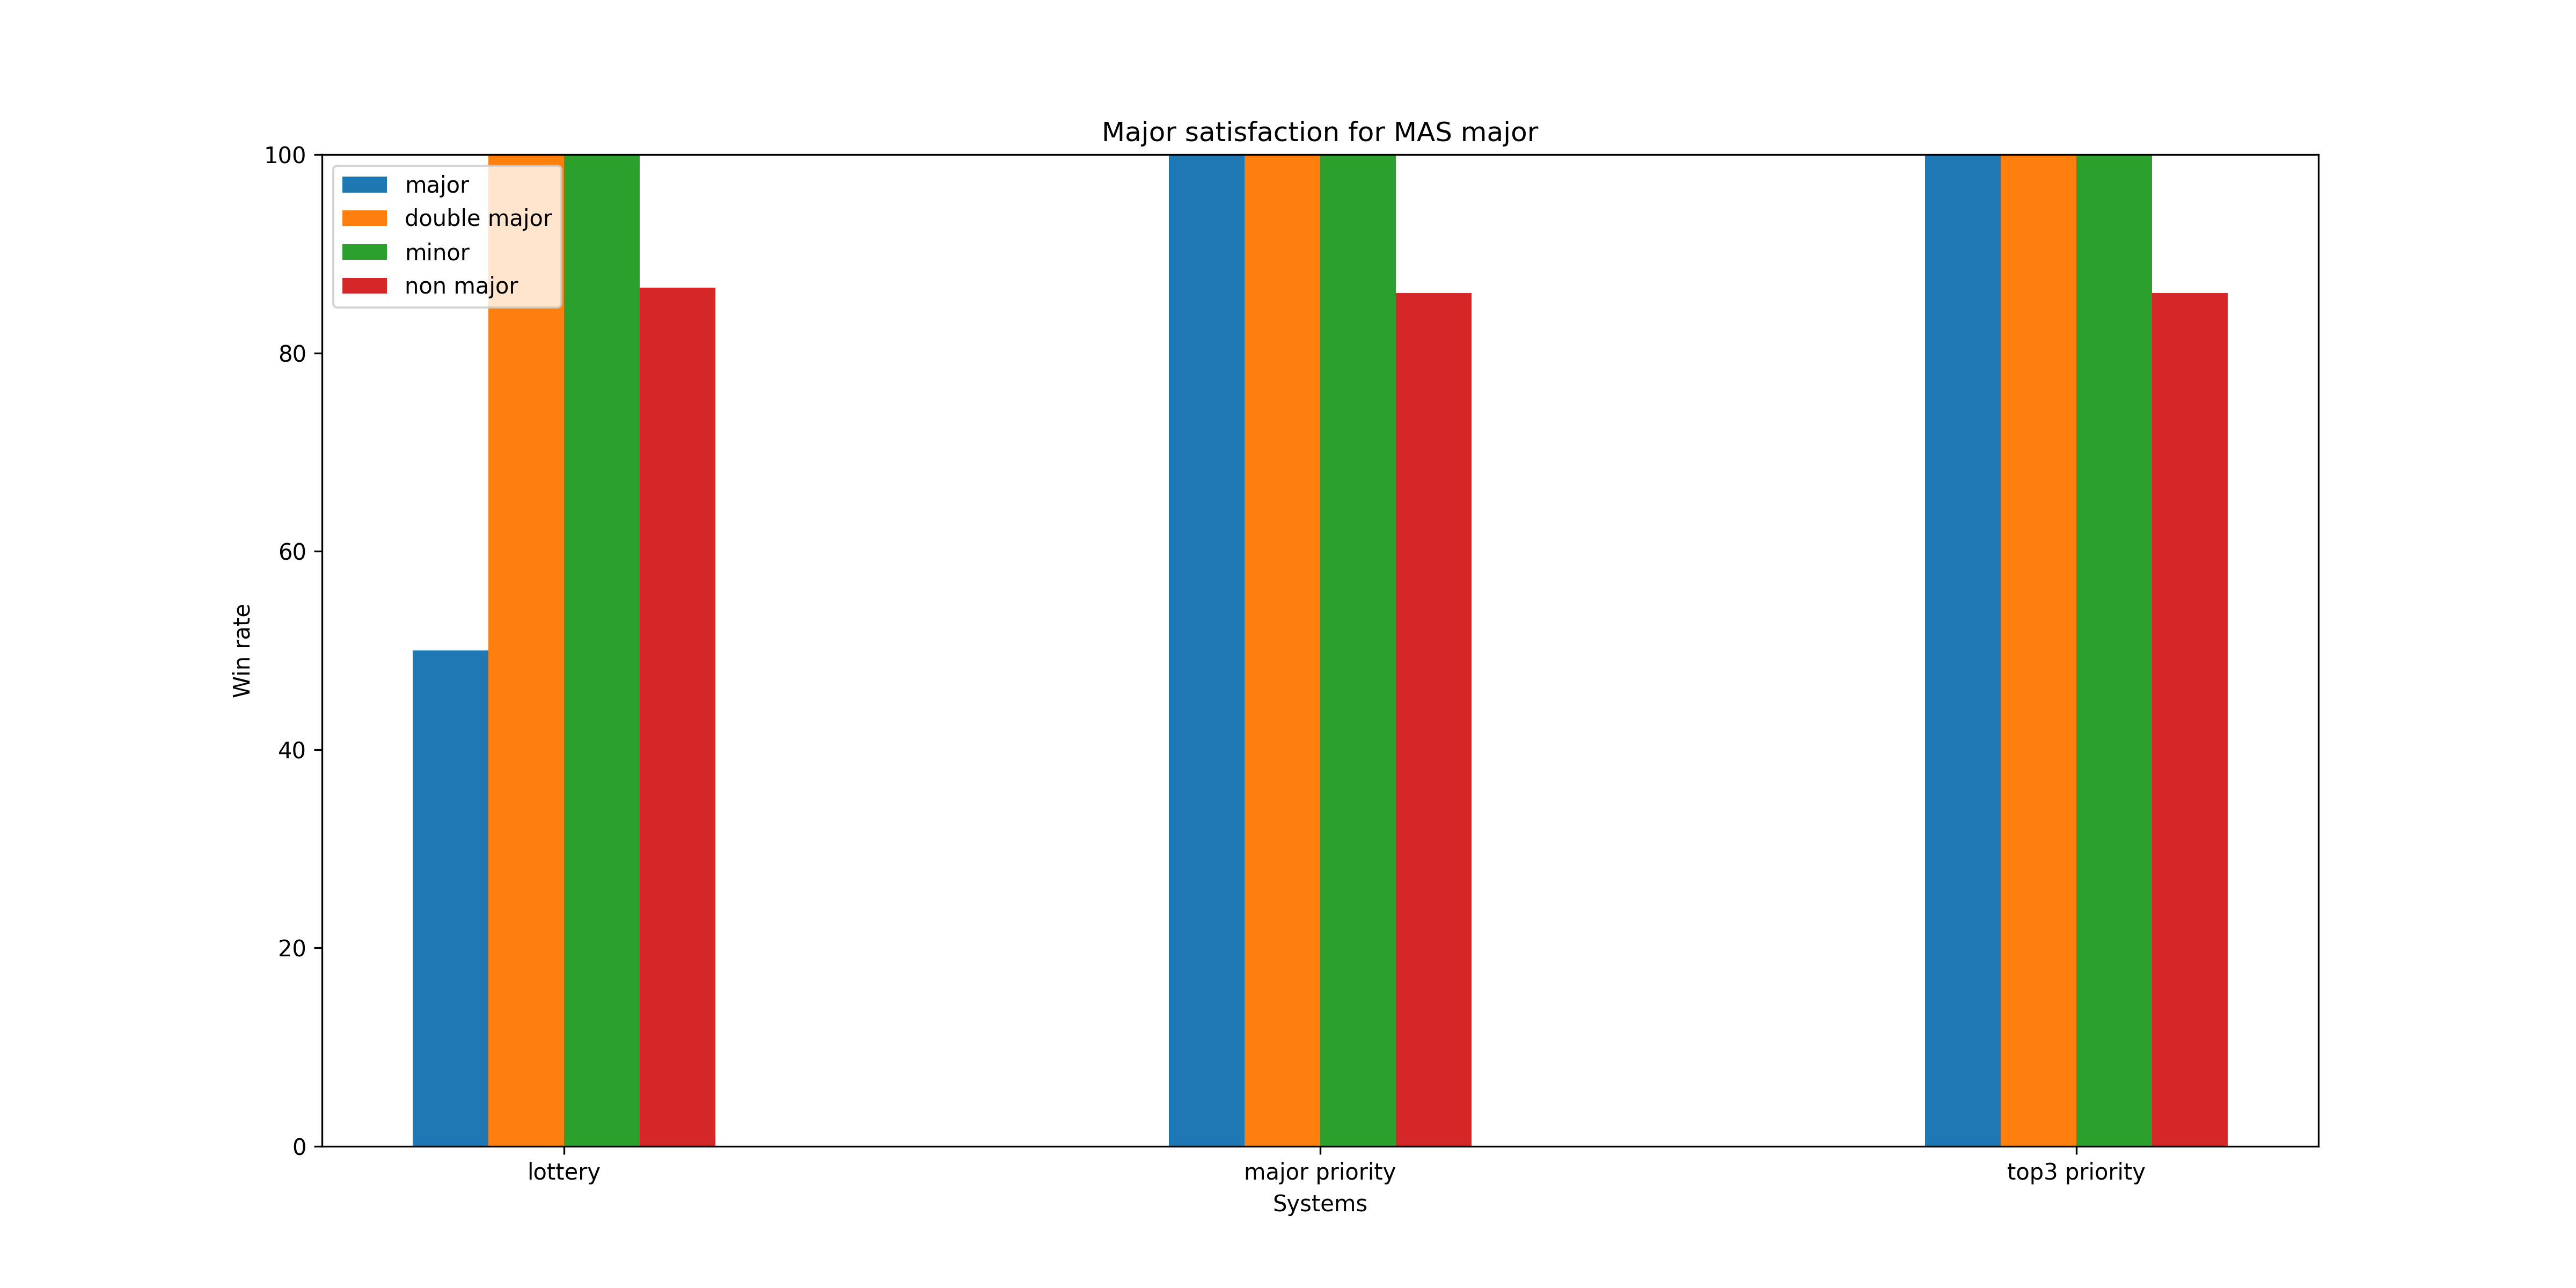 Major satisfaction for MAS major
100
80
60
40
20
0
Win rate
major
double major
minor
non major
lottery
major priority
top3 priority
Systems